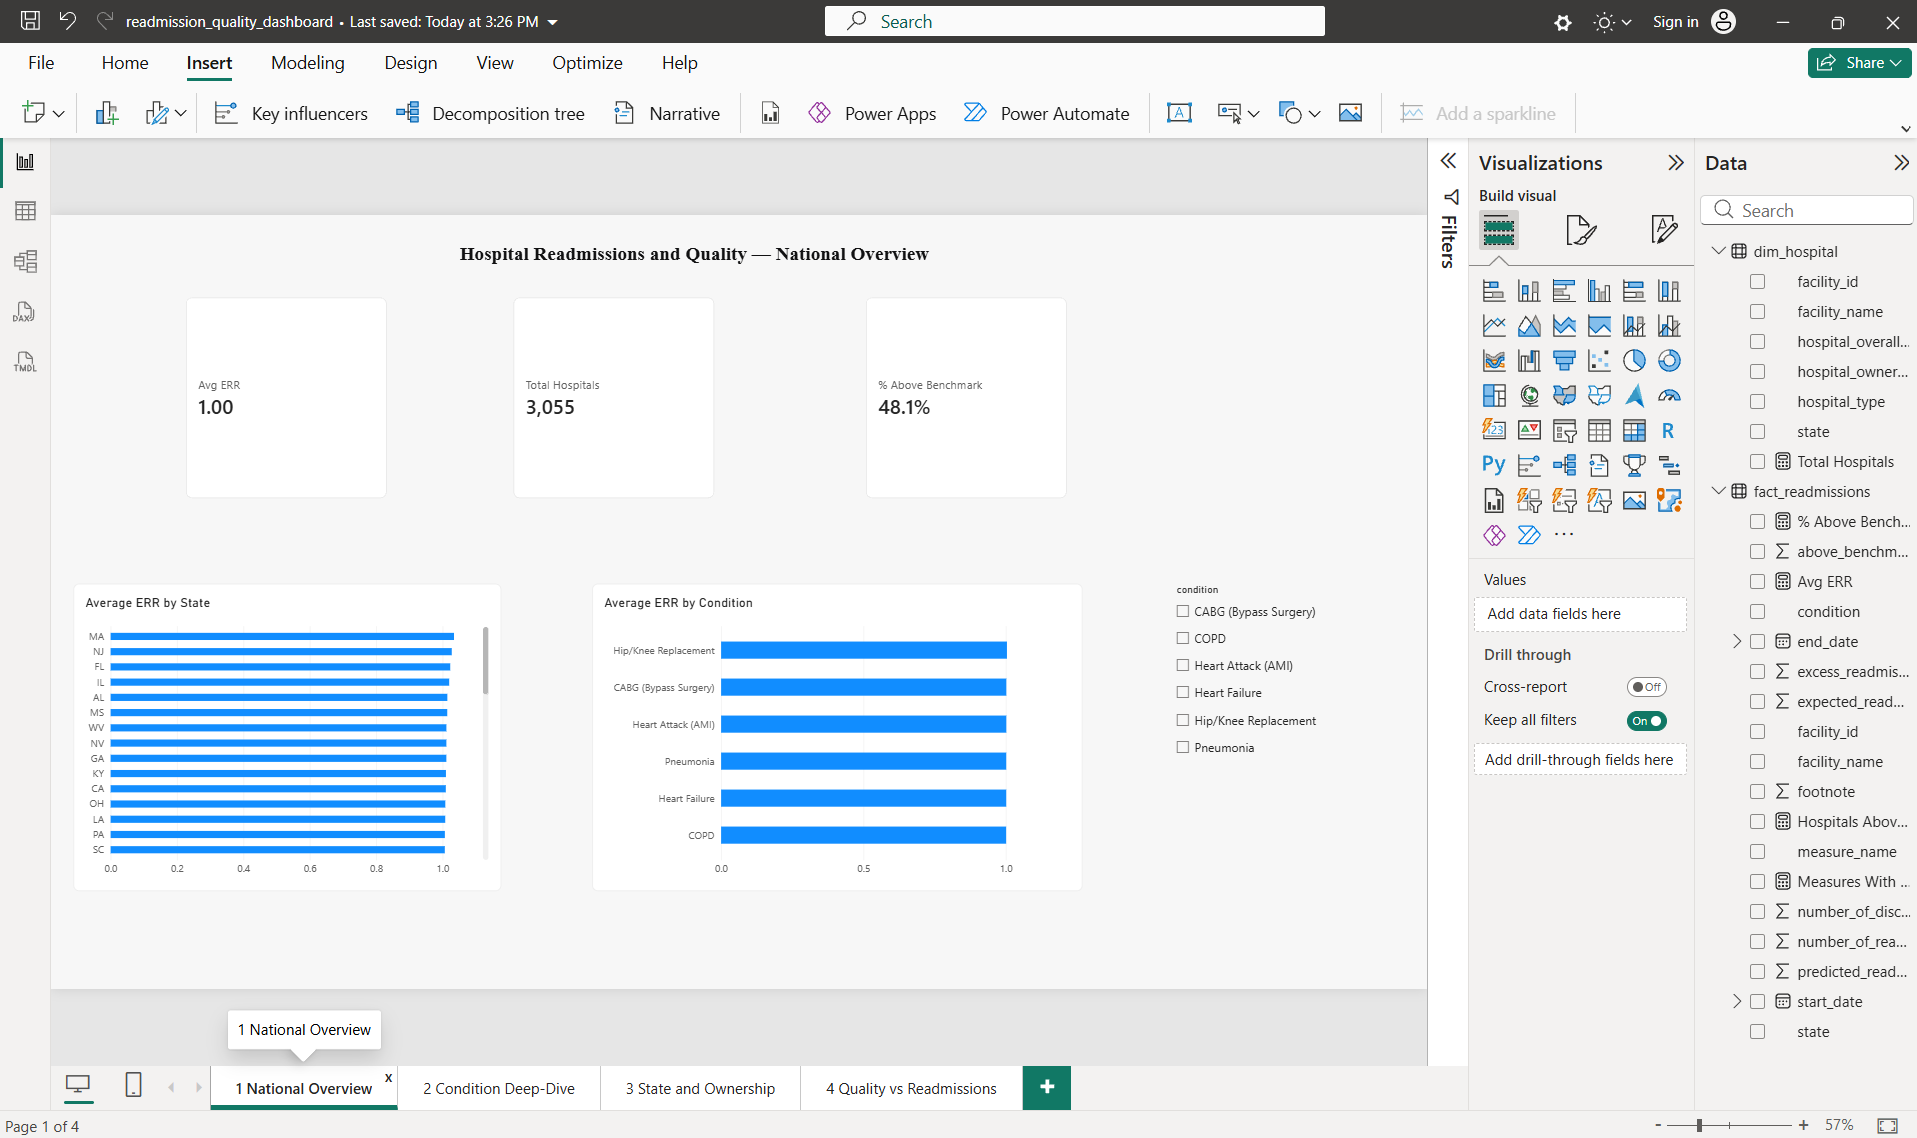 readmission_quality_dashboard • Last saved: Today at 3:26 PM
Search
Sign in
File Home Insert Modeling Design View Optimize Help
Share
Key influencers Decomposition tree Narrative Power Apps Power Automate Add a sparkline
DAX
TMDL
Hospital Readmissions and Quality — National Overview
Avg ERR
1.00
Total Hospitals
3,055
% Above Benchmark
48.1%
Average ERR by State
MA
NJ
FL
IL
AL
MS
WV
NV
GA
KY
CA
OH
LA
PA
SC
0.0 0.2 0.4 0.6 0.8 1.0
Average ERR by Condition
Hip/Knee Replacement
CABG (Bypass Surgery)
Heart Attack (AMI)
Pneumonia
Heart Failure
COPD
0.0 0.5 1.0
condition
CABG (Bypass Surgery)
COPD
Heart Attack (AMI)
Heart Failure
Hip/Knee Replacement
Pneumonia
Filters
Visualizations
Build visual
123
R
Py
Values
Add data fields here
Drill through
Cross-report Off
Keep all filters On
Add drill-through fields here
Data
Search
dim_hospital
facility_id
facility_name
hospital_overall...
hospital_owner...
hospital_type
state
Total Hospitals
fact_readmissions
% Above Bench...
above_benchm...
Avg ERR
condition
end_date
excess_readmis...
expected_read...
facility_id
facility_name
footnote
Hospitals Abov...
measure_name
Measures With ...
number_of_disc...
number_of_rea...
predicted_read...
start_date
state
1 National Overview
1 National Overview x 2 Condition Deep-Dive 3 State and Ownership 4 Quality vs Readmissions +
Page 1 of 4
- + 57%